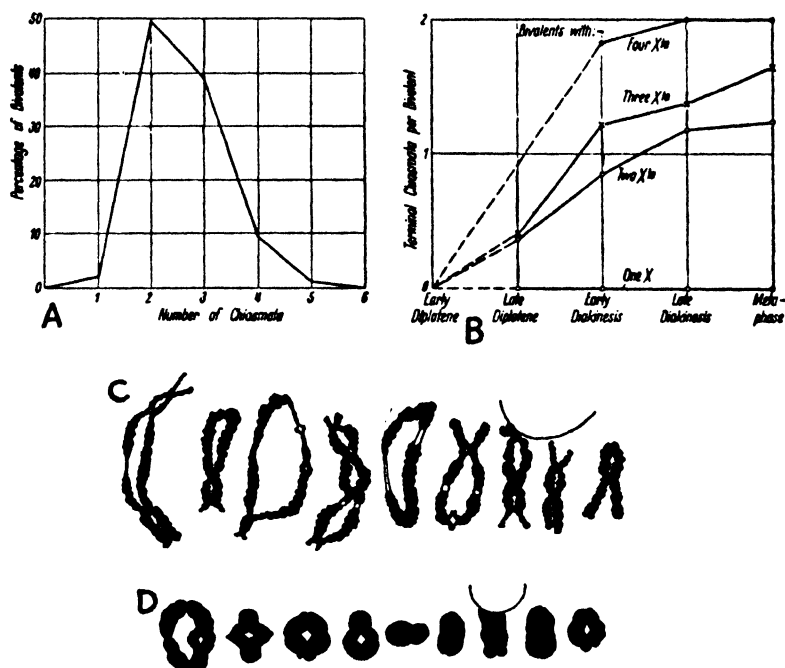 50
40
30
10
0
Percentage of Bivalents
1 2 3 4 5 6
Number of Chiasmata
A
2
1
0
Terminal Chiasmata per Bivalent
Bivalents with:-
Four Xta
Three Xta
Two Xta
One X
Early Late Early Late Meta-
Diplotene Diplotene Diakinesis Diakinesis phase
B
C
D